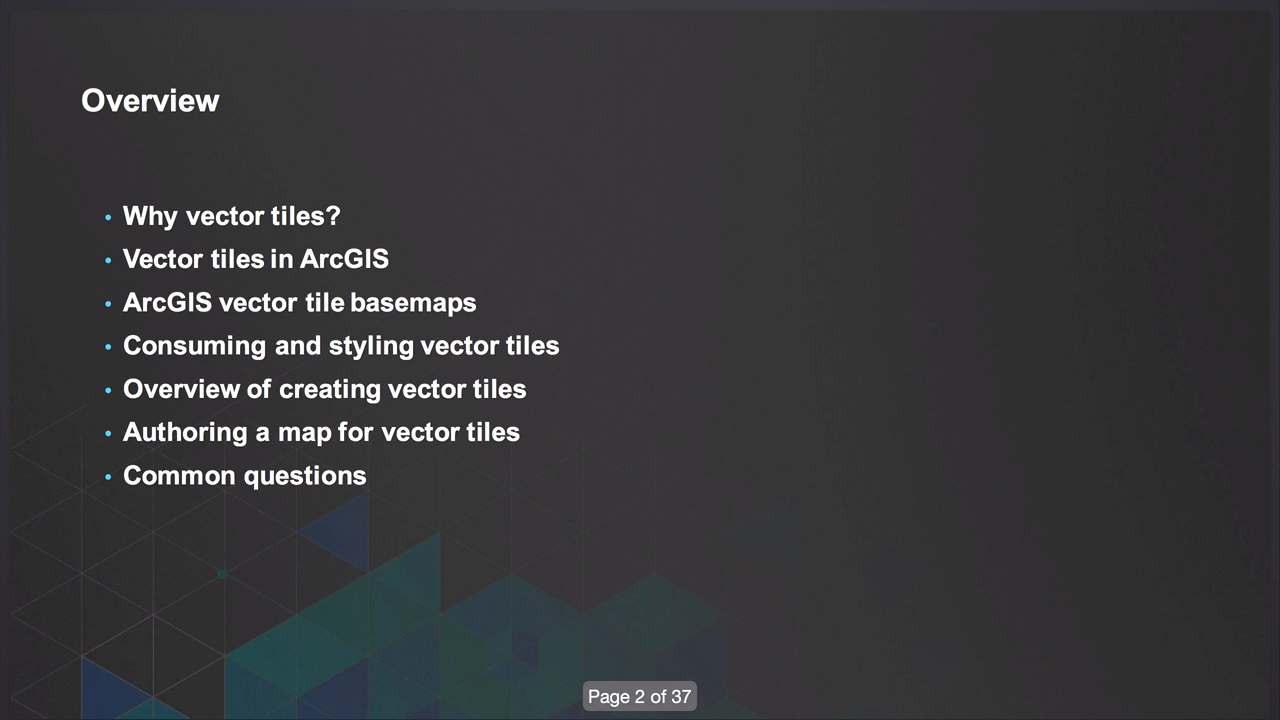 Overview
• Why vector tiles?
• Vector tiles in ArcGIS
• ArcGIS vector tile basemaps
• Consuming and styling vector tiles
• Overview of creating vector tiles
• Authoring a map for vector tiles
• Common questions
Page 2 of 37